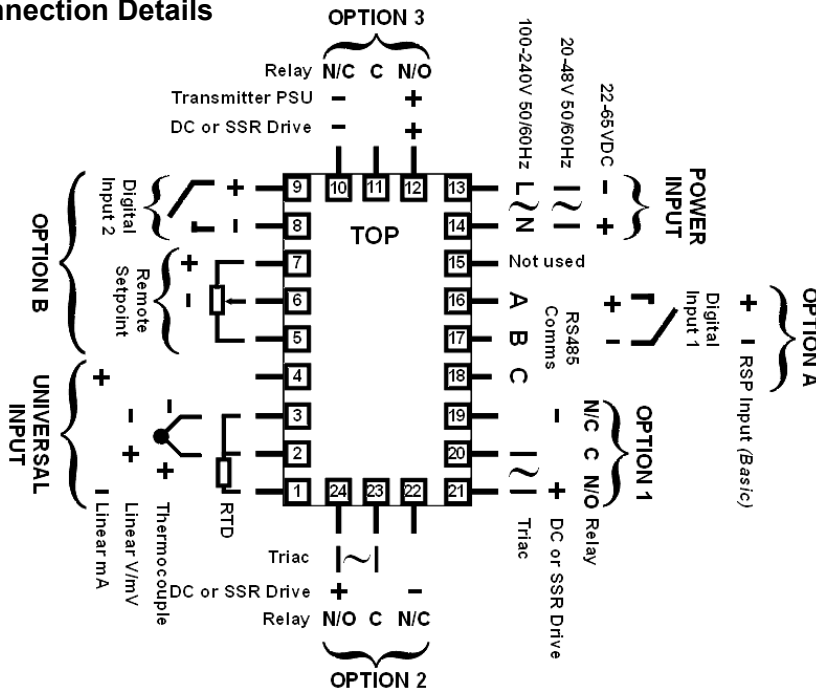 nnection Details
OPTION 3
Relay N/C C N/O
Transmitter PSU - +
DC or SSR Drive - +
100-240V 50/60Hz
L ~ N
20-48V 50/60Hz
~
22-65VDC
- +
POWER
INPUT
OPTION B
Digital
Input 2
+ -
Remote
Setpoint
+ -
UNIVERSAL
INPUT
RTD
Thermocouple
- +
Linear V/mV
- +
Linear mA
+ -
9
8
7
6
5
4
3
2
1
10
11
12
TOP
13
14
15
16
17
18
19
20
21
24
23
22
Not used
A B C
RS485
Comms
+ -
Digital
Input 1
+ - RSP Input (Basic)
OPTION A
OPTION 1
N/C C N/O Relay
- + DC or SSR Drive
~ Triac
Triac ~
DC or SSR Drive + -
Relay N/O C N/C
OPTION 2